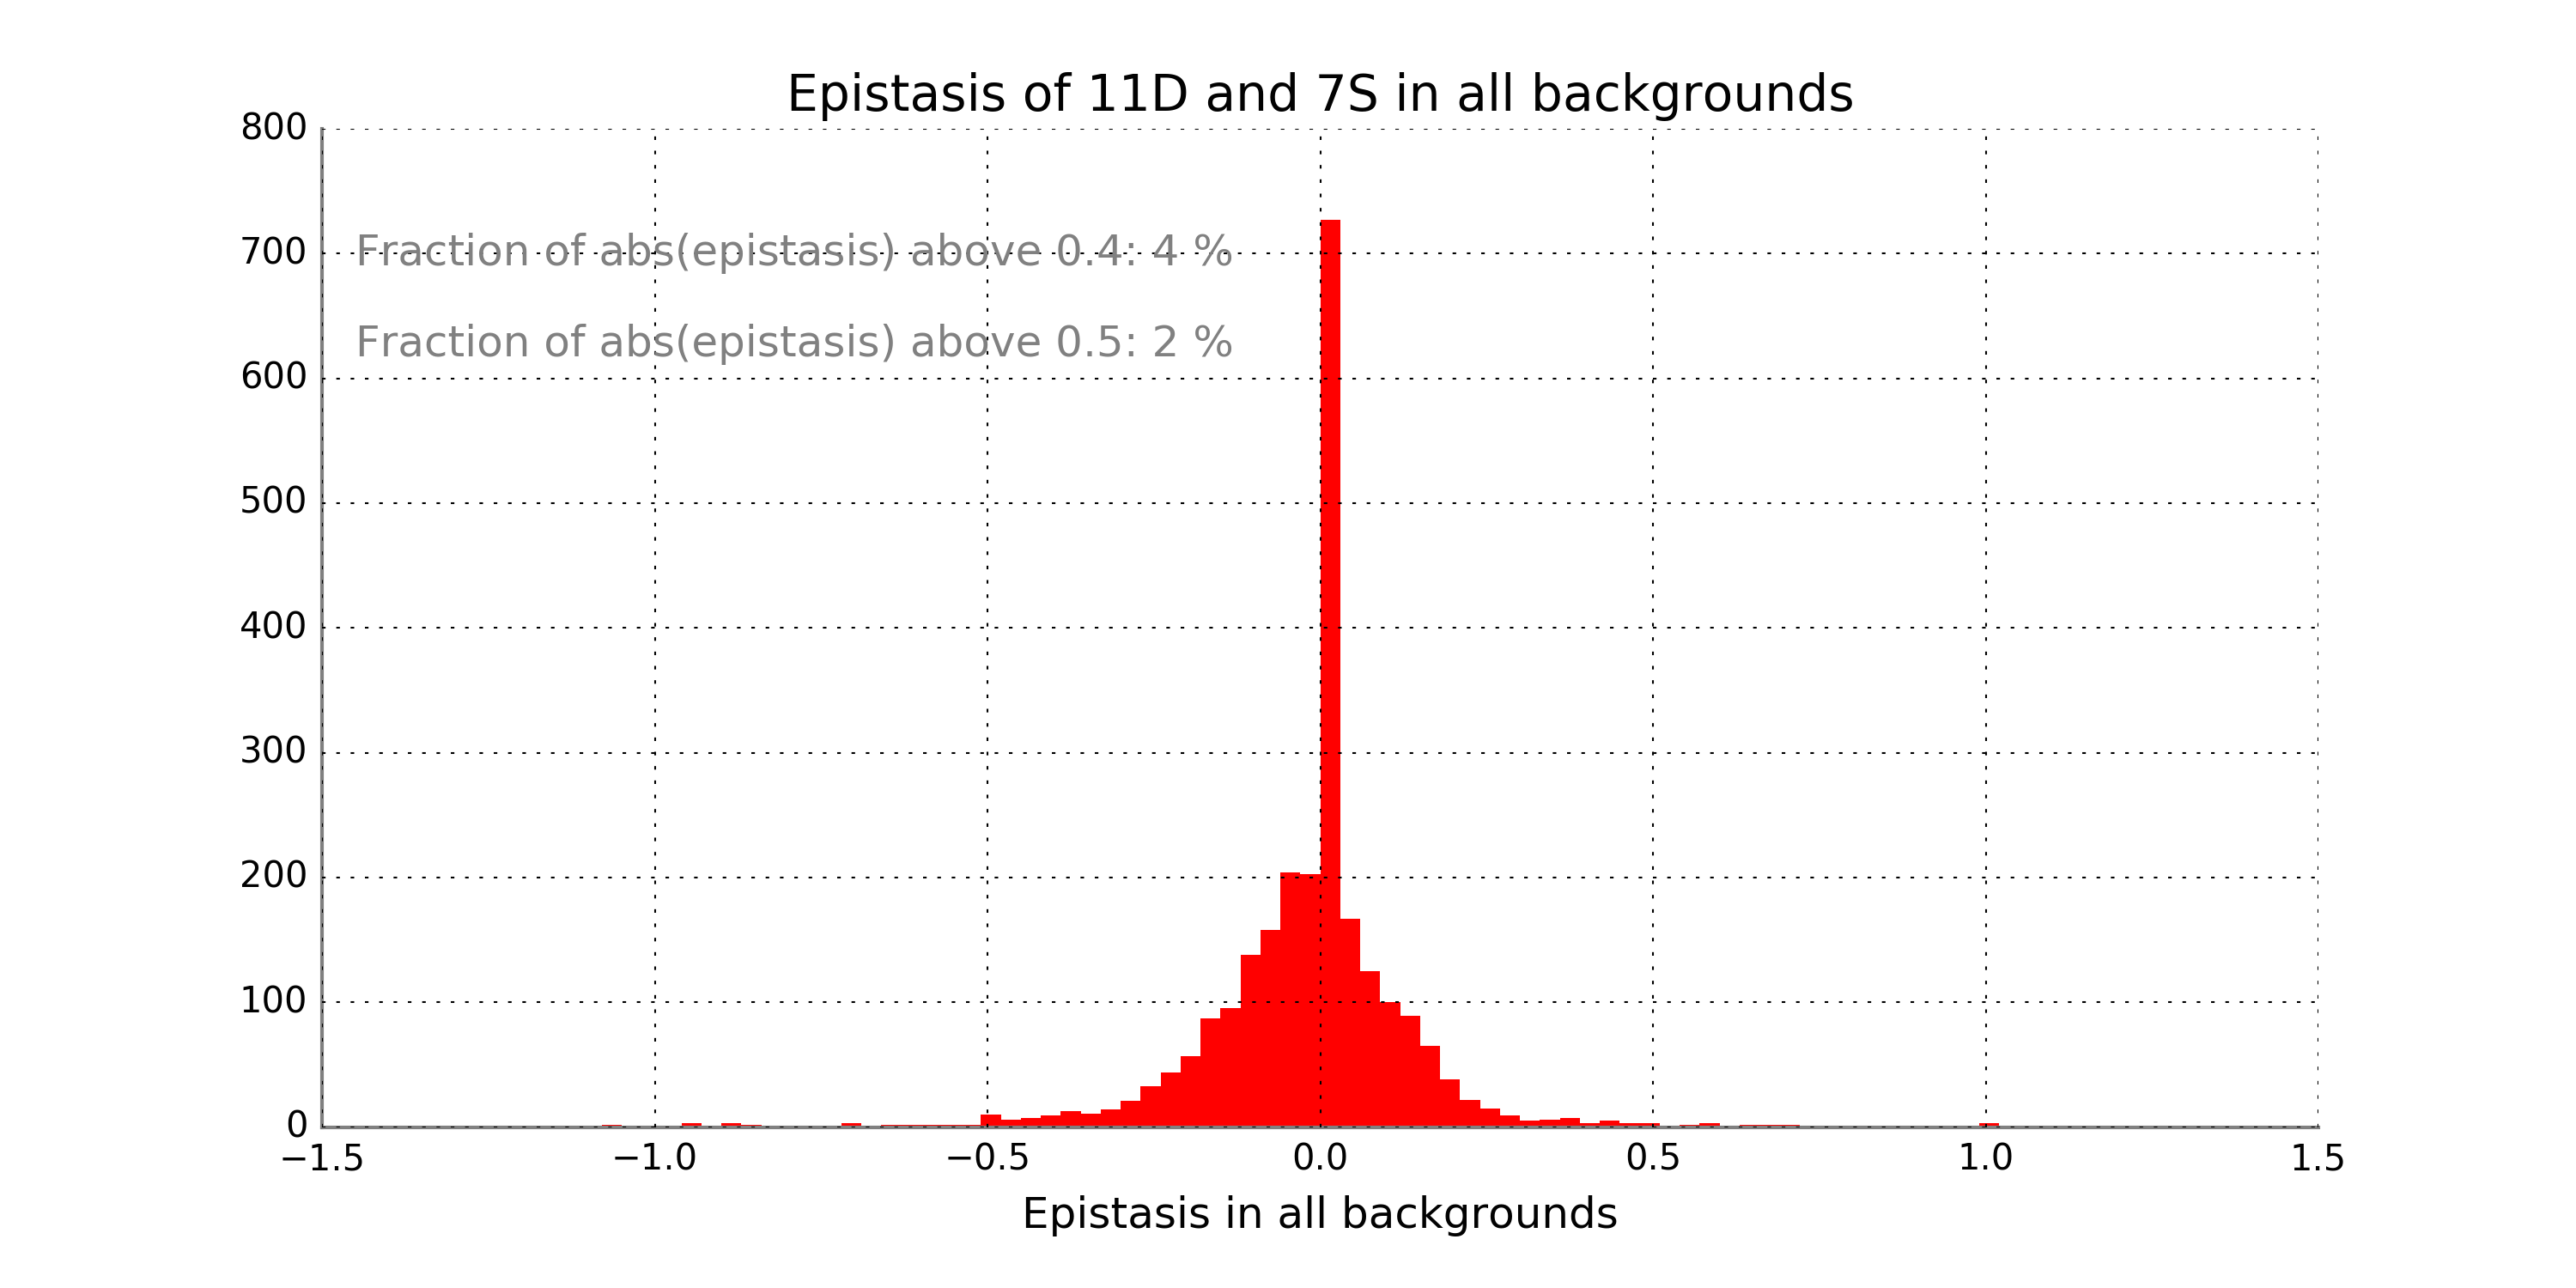 Epistasis of 11D and 7S in all backgrounds
800
700
600
500
400
300
200
100
0
Fraction of abs(epistasis) above 0.4: 4 %
Fraction of abs(epistasis) above 0.5: 2 %
−1.5 −1.0 −0.5 0.0 0.5 1.0 1.5
Epistasis in all backgrounds